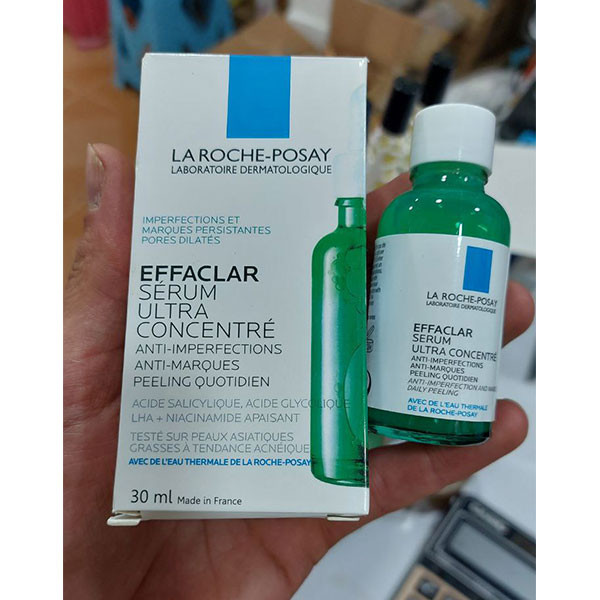 LA ROCHE-POSAY
LABORATOIRE DERMATOLOGIQUE
IMPERFECTIONS ET
MARQUES PERSISTANTES
PORES DILATÉS
EFFACLAR
SÉRUM
ULTRA
CONCENTRÉ
ANTI-IMPERFECTIONS
ANTI-MARQUES
PEELING QUOTIDIEN
ACIDE SALICYLIQUE, ACIDE GLYCOLIQUE
LHA + NIACINAMIDE APAISANT
TESTÉ SUR PEAUX ASIATIQUES
GRASSES À TENDANCE ACNÉIQUE
AVEC DE L'EAU THERMALE DE LA ROCHE-POSAY
30 ml Made in France
LA ROCHE-POSAY
LABORATOIRE DERMATOLOGIQUE
EFFACLAR
SERUM
ULTRA CONCENTRÉ
ANTI-IMPERFECTIONS
ANTI-MARQUES
PEELING QUOTIDIEN
ANTI-IMPERFECTION AND
DAILY PEELING
AVEC DE L'EAU THERMALE
DE LA ROCHE-POSAY